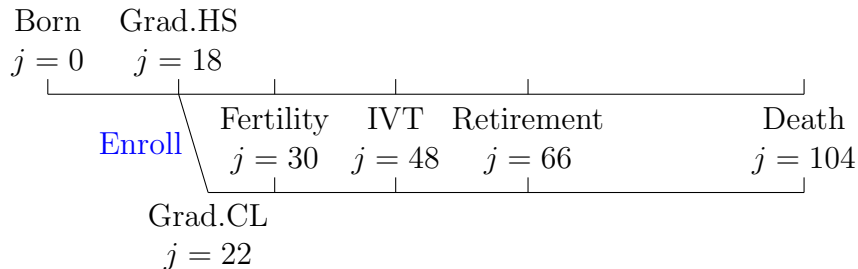 Born Grad.HS
j = 0 j = 18
Fertility IVT Retirement Death
Enroll
j = 30 j = 48 j = 66 j = 104
Grad.CL
j = 22